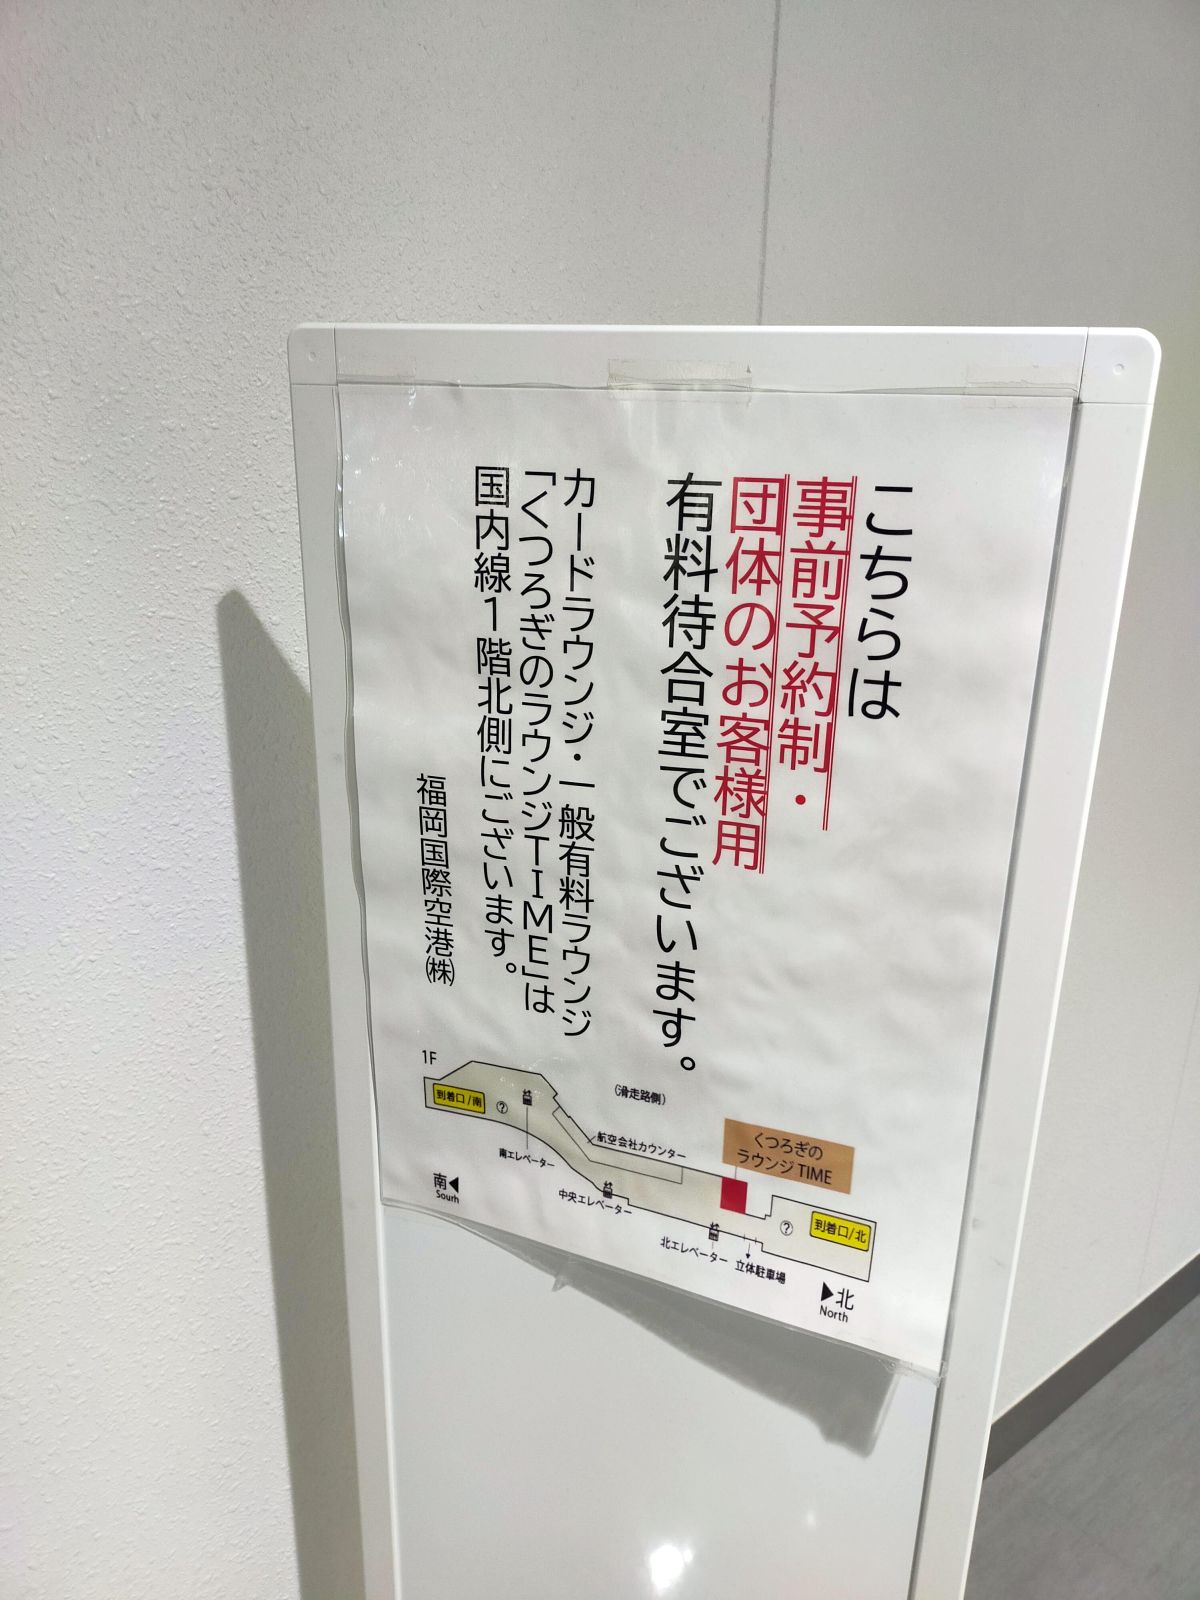 こちらは
事前予約制・
団体のお客様用
有料待合室でございます。
カードラウンジ・一般有料ラウンジ
「くつろぎのラウンジTIME」は
国内線1階北側にございます。
福岡国際空港㈱
1F
到着口/南
?
(滑走路側)
航空会社カウンター
くつろぎの
ラウンジ TIME
南エレベーター
中央エレベーター
北エレベーター
立体駐車場
?
到着口/北
南◀
Sourh
▶北
North